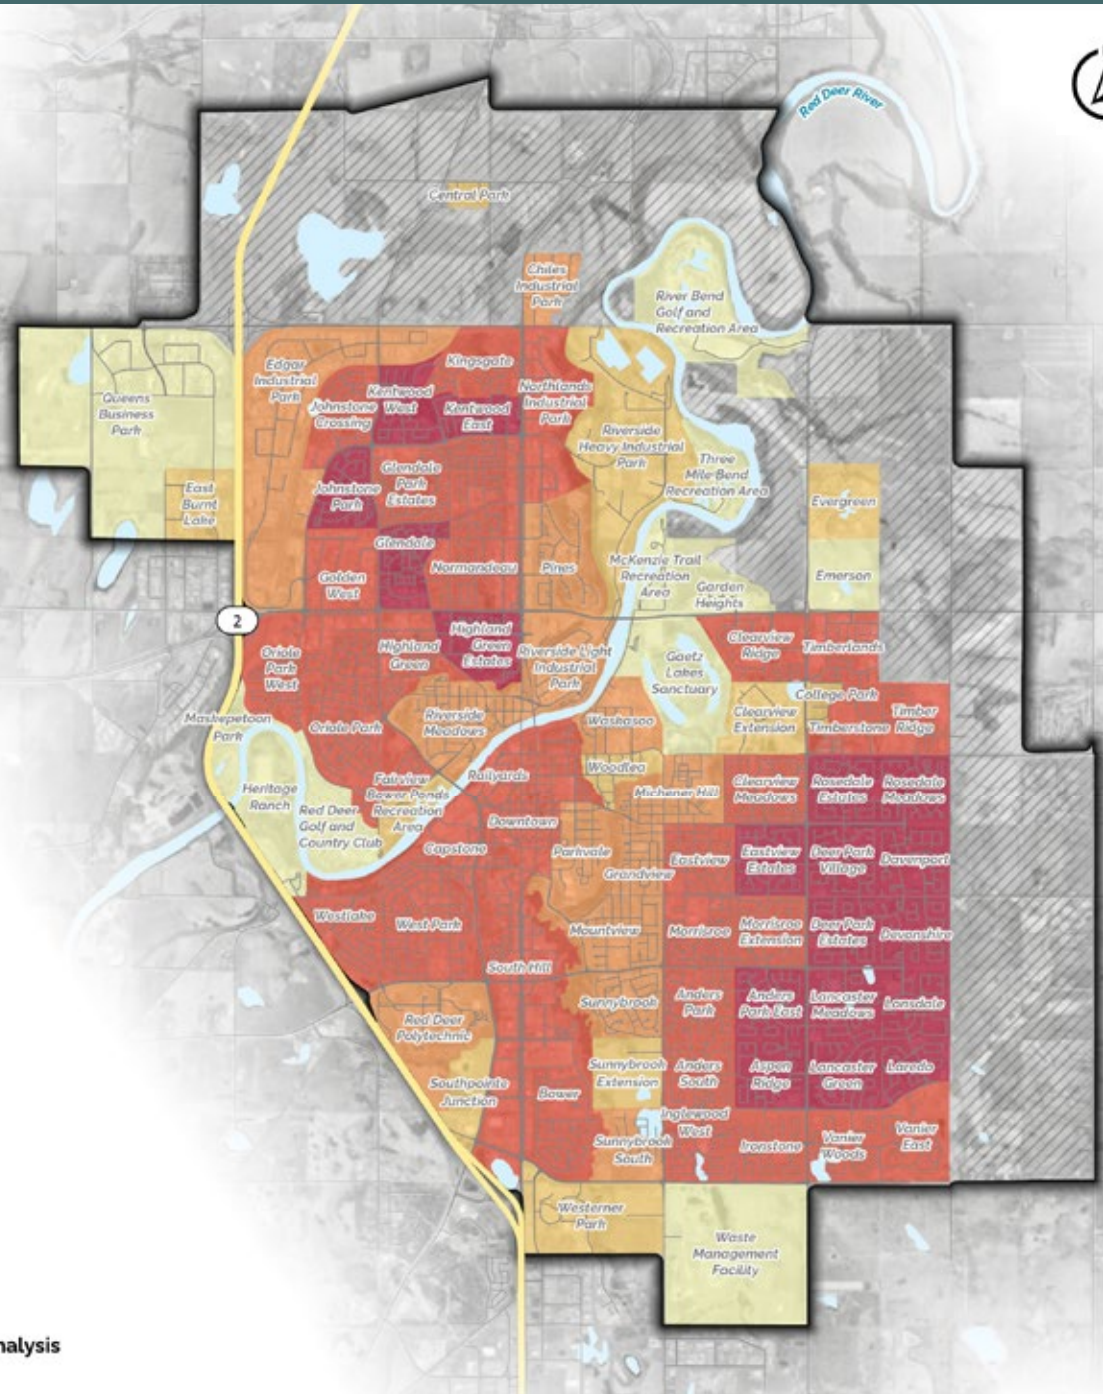 Red Deer River
Central Park
Chiles
Industrial
Park
River Bend
Golf and
Recreation Area
Edgar
Industrial
Park
Kingsgate
Kentwood
West
Johnstone
Crossing
Kentwood
East
Northlands
Industrial
Park
Queens
Business
Park
Riverside
Heavy Industrial
Park
Three
Mile Bend
Recreation Area
Glendale
Park
Estates
Johnstone
Park
East
Burnt
Lake
Evergreen
Glendale
Normandeau
Pines
McKenzie Trail
Recreation
Area
Emerson
Golden
West
Garden
Heights
2
Highland
Green
Estates
Highland
Green
Oriole
Park
West
Riverside Light
Industrial
Park
Gaetz
Lakes
Sanctuary
Clearview
Ridge
Timberlands
College Park
Maskepetoon
Park
Oriole Park
Riverside
Meadows
Waskasoo
Clearview
Extension
Timberstone
Timber
Ridge
Heritage
Ranch
Fairview
Bower Ponds
Recreation
Area
Railyards
Woodlea
Michener Hill
Clearview
Meadows
Rosedale
Estates
Rosedale
Meadows
Red Deer
Golf and
Country Club
Downtown
Capstone
Parkvale
Grandview
Eastview
Eastview
Estates
Deer Park
Village
Davenport
Westlake
West Park
Mountview
Morrisroe
Morrisroe
Extension
Deer Park
Estates
Devonshire
South Hill
Sunnybrook
Anders
Park
Anders
Park East
Lancaster
Meadows
Lonsdale
Red Deer
Polytechnic
Southpointe
Junction
Bower
Sunnybrook
Extension
Anders
South
Aspen
Ridge
Lancaster
Green
Laredo
Sunnybrook
South
Inglewood
West
Ironstone
Vanier
Woods
Vanier
East
Westerner
Park
Waste
Management
Facility
nalysis